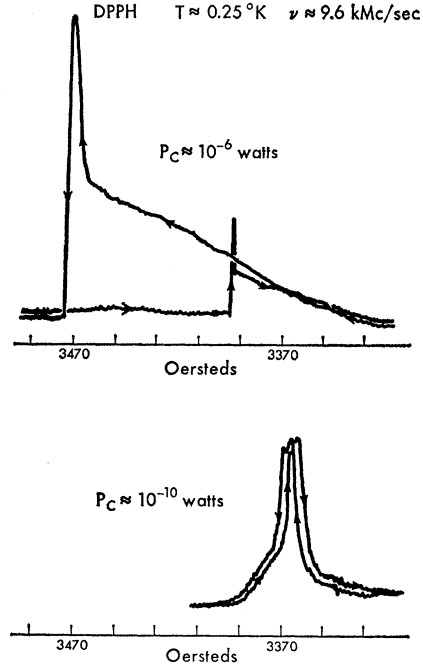 DPPH T ≈ 0.25 °K ν ≈ 9.6 kMc/sec
P_C ≈ 10⁻⁶ watts
3470 3370
Oersteds
P_C ≈ 10⁻¹⁰ watts
3470 3370
Oersteds